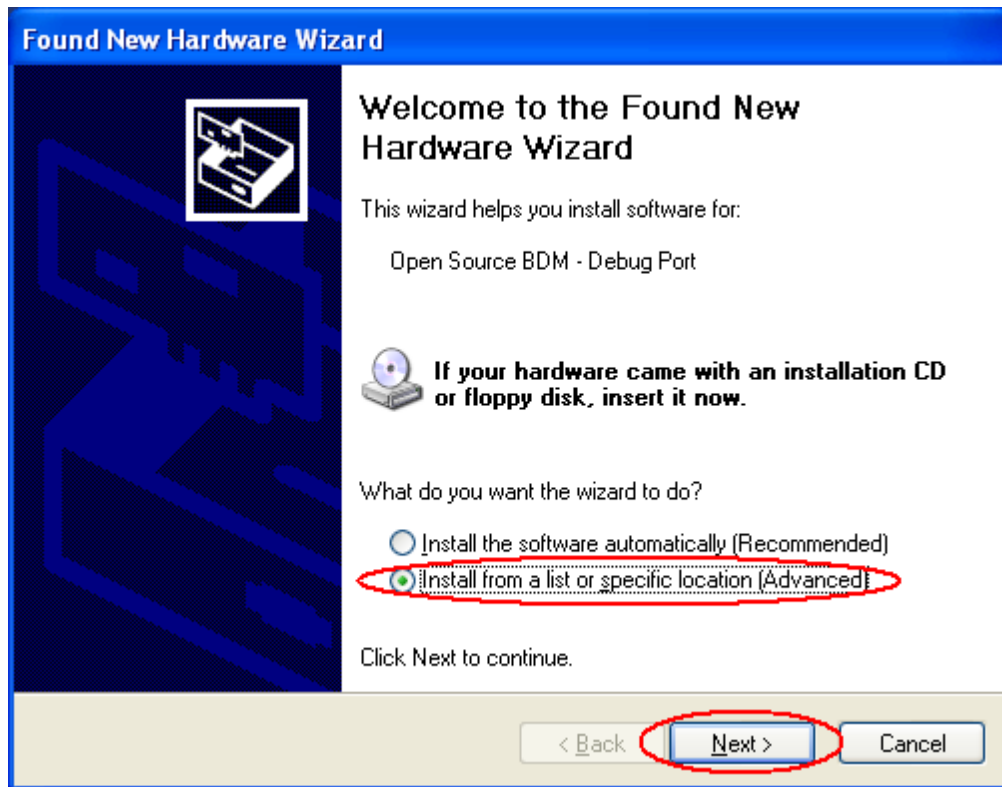 Found New Hardware Wizard
Welcome to the Found New
Hardware Wizard
This wizard helps you install software for:
Open Source BDM - Debug Port
If your hardware came with an installation CD
or floppy disk, insert it now.
What do you want the wizard to do?
Install the software automatically (Recommended)
Install from a list or specific location (Advanced)
Click Next to continue.
< Back Next > Cancel